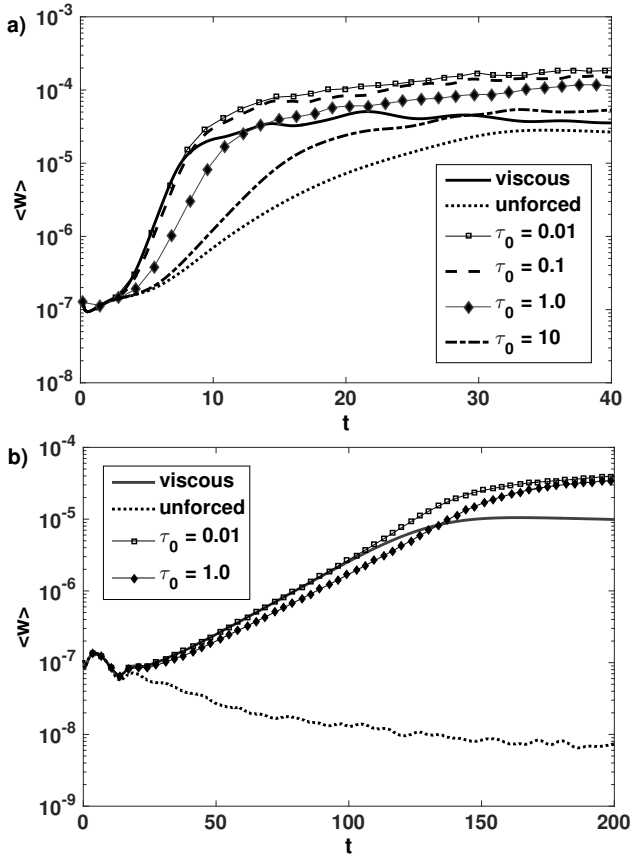 a)
10^-3
10^-4
10^-5
10^-6
10^-7
10^-8
<w>
viscous
unforced
τ0 = 0.01
τ0 = 0.1
τ0 = 1.0
τ0 = 10
0 10 20 30 40
t
b)
10^-4
10^-5
10^-6
10^-7
10^-8
10^-9
<w>
viscous
unforced
τ0 = 0.01
τ0 = 1.0
0 50 100 150 200
t